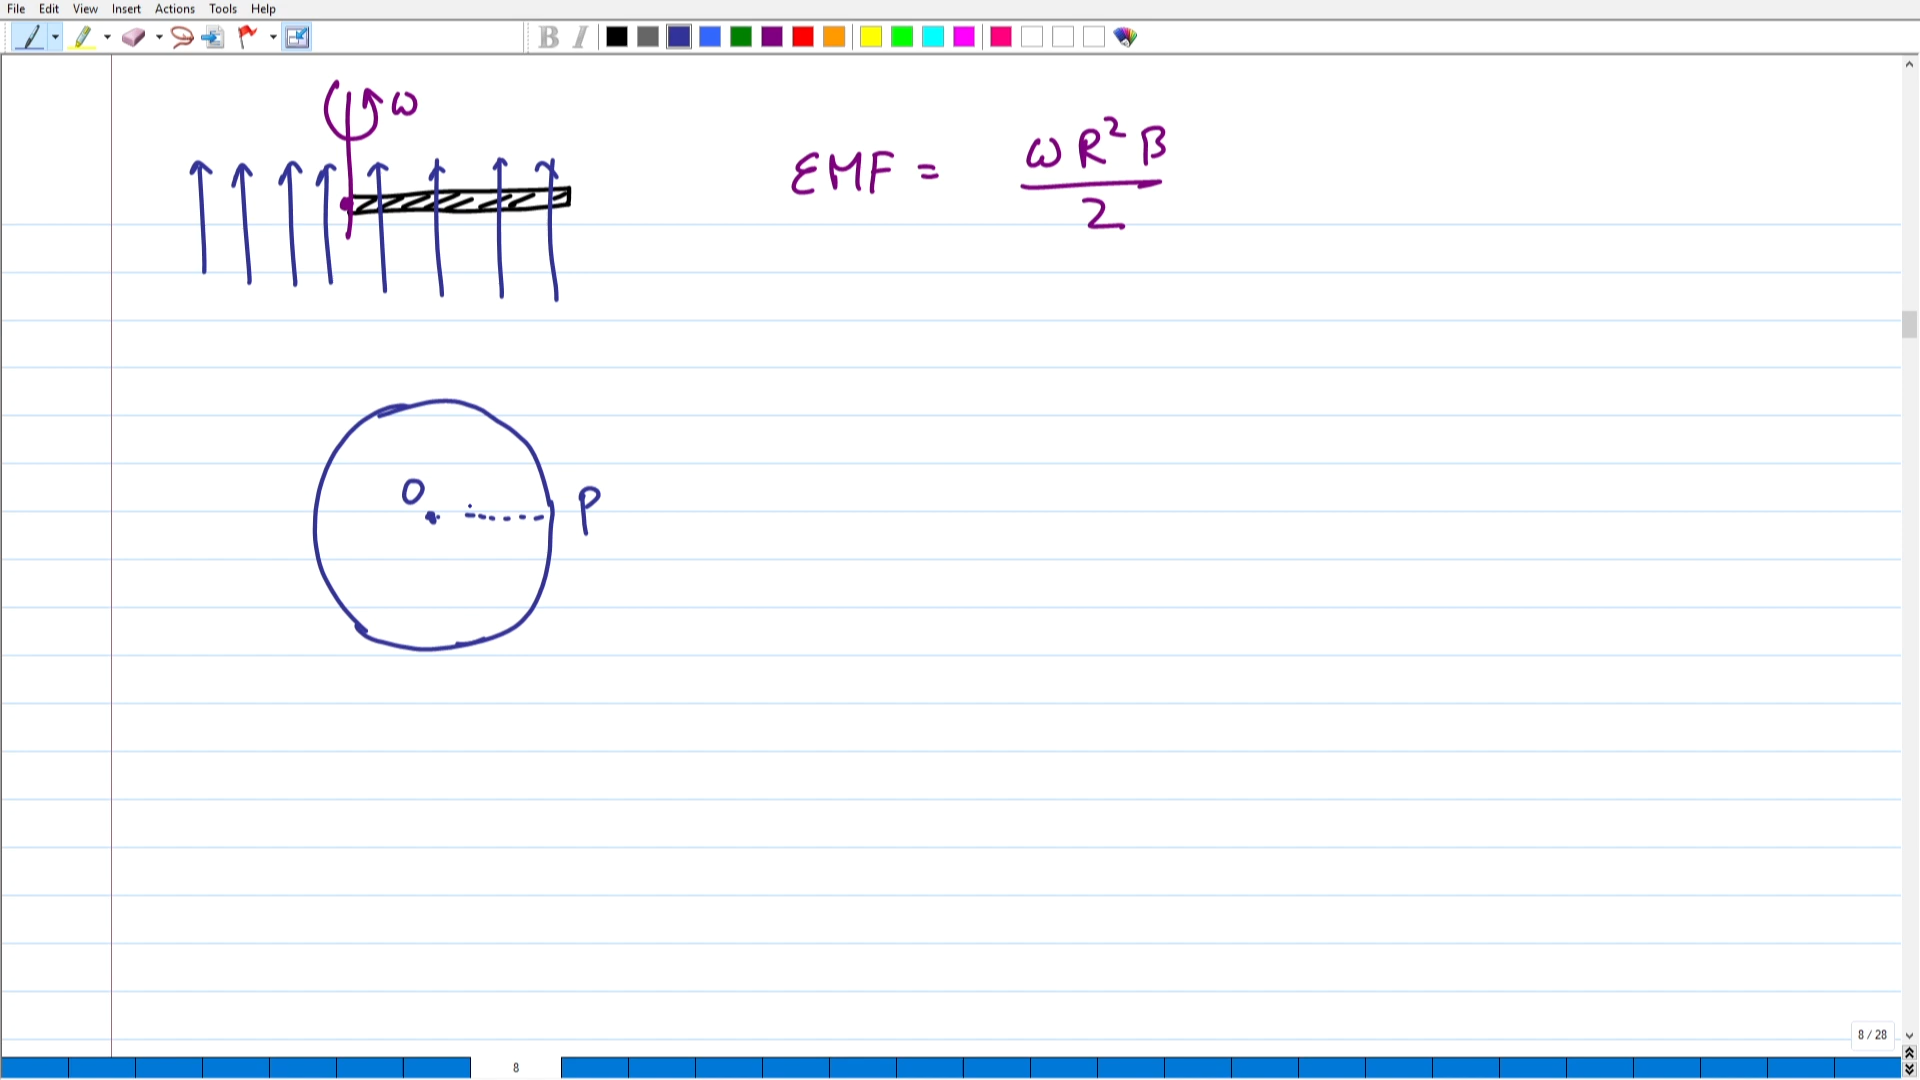 File Edit View Insert Actions Tools Help
B I
ω
EMF = ωR²B / 2
O
P
8 / 28
8